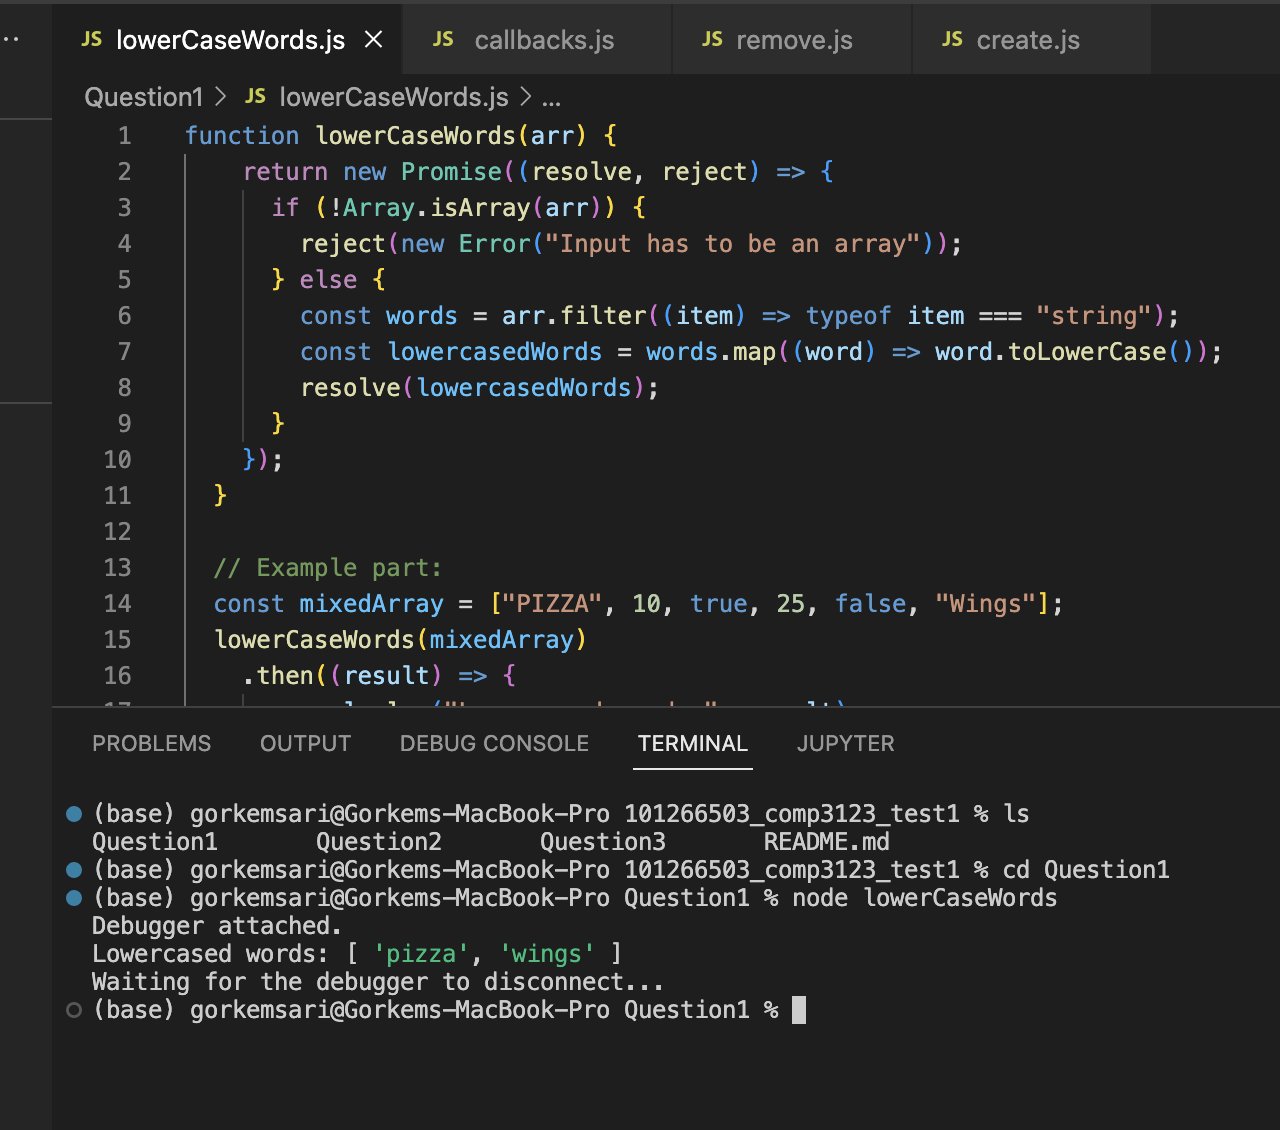 JS lowerCaseWords.js × JS callbacks.js JS remove.js JS create.js
Question1 > JS lowerCaseWords.js > ...
1 function lowerCaseWords(arr) {
2 return new Promise((resolve, reject) => {
3 if (!Array.isArray(arr)) {
4 reject(new Error("Input has to be an array"));
5 } else {
6 const words = arr.filter((item) => typeof item === "string");
7 const lowercasedWords = words.map((word) => word.toLowerCase());
8 resolve(lowercasedWords);
9 }
10 });
11 }
12
13 // Example part:
14 const mixedArray = ["PIZZA", 10, true, 25, false, "Wings"];
15 lowerCaseWords(mixedArray)
16 .then((result) => {
PROBLEMS OUTPUT DEBUG CONSOLE TERMINAL JUPYTER
(base) gorkemsari@Gorkems-MacBook-Pro 101266503_comp3123_test1 % ls
Question1 Question2 Question3 README.md
(base) gorkemsari@Gorkems-MacBook-Pro 101266503_comp3123_test1 % cd Question1
(base) gorkemsari@Gorkems-MacBook-Pro Question1 % node lowerCaseWords
Debugger attached.
Lowercased words: [ 'pizza', 'wings' ]
Waiting for the debugger to disconnect...
(base) gorkemsari@Gorkems-MacBook-Pro Question1 %